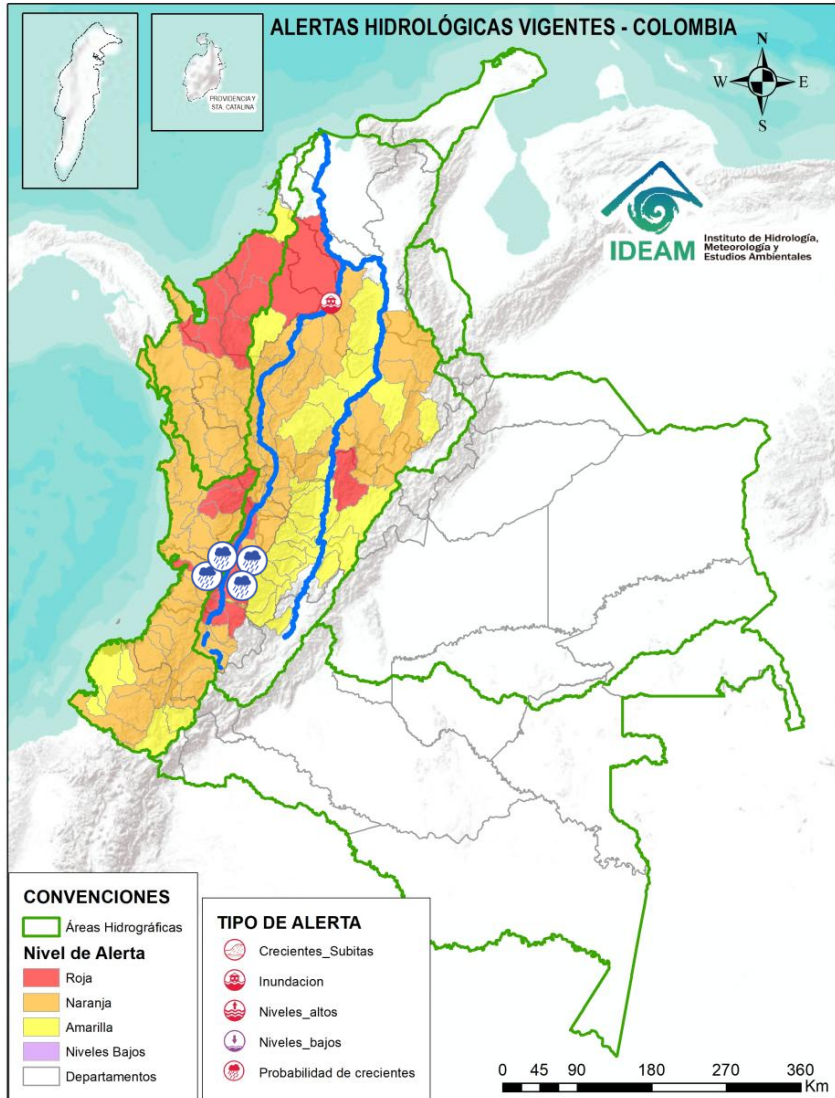 ALERTAS HIDROLÓGICAS VIGENTES - COLOMBIA
PROVIDENCIA Y
STA. CATALINA
N
W
E
S
IDEAM
Instituto de Hidrología,
Meteorología y
Estudios Ambientales
CONVENCIONES
Áreas Hidrográficas
Nivel de Alerta
Roja
Naranja
Amarilla
Niveles Bajos
Departamentos
TIPO DE ALERTA
Crecientes_Subitas
Inundacion
Niveles_altos
Niveles_bajos
Probabilidad de crecientes
0 45 90 180 270 360
Km